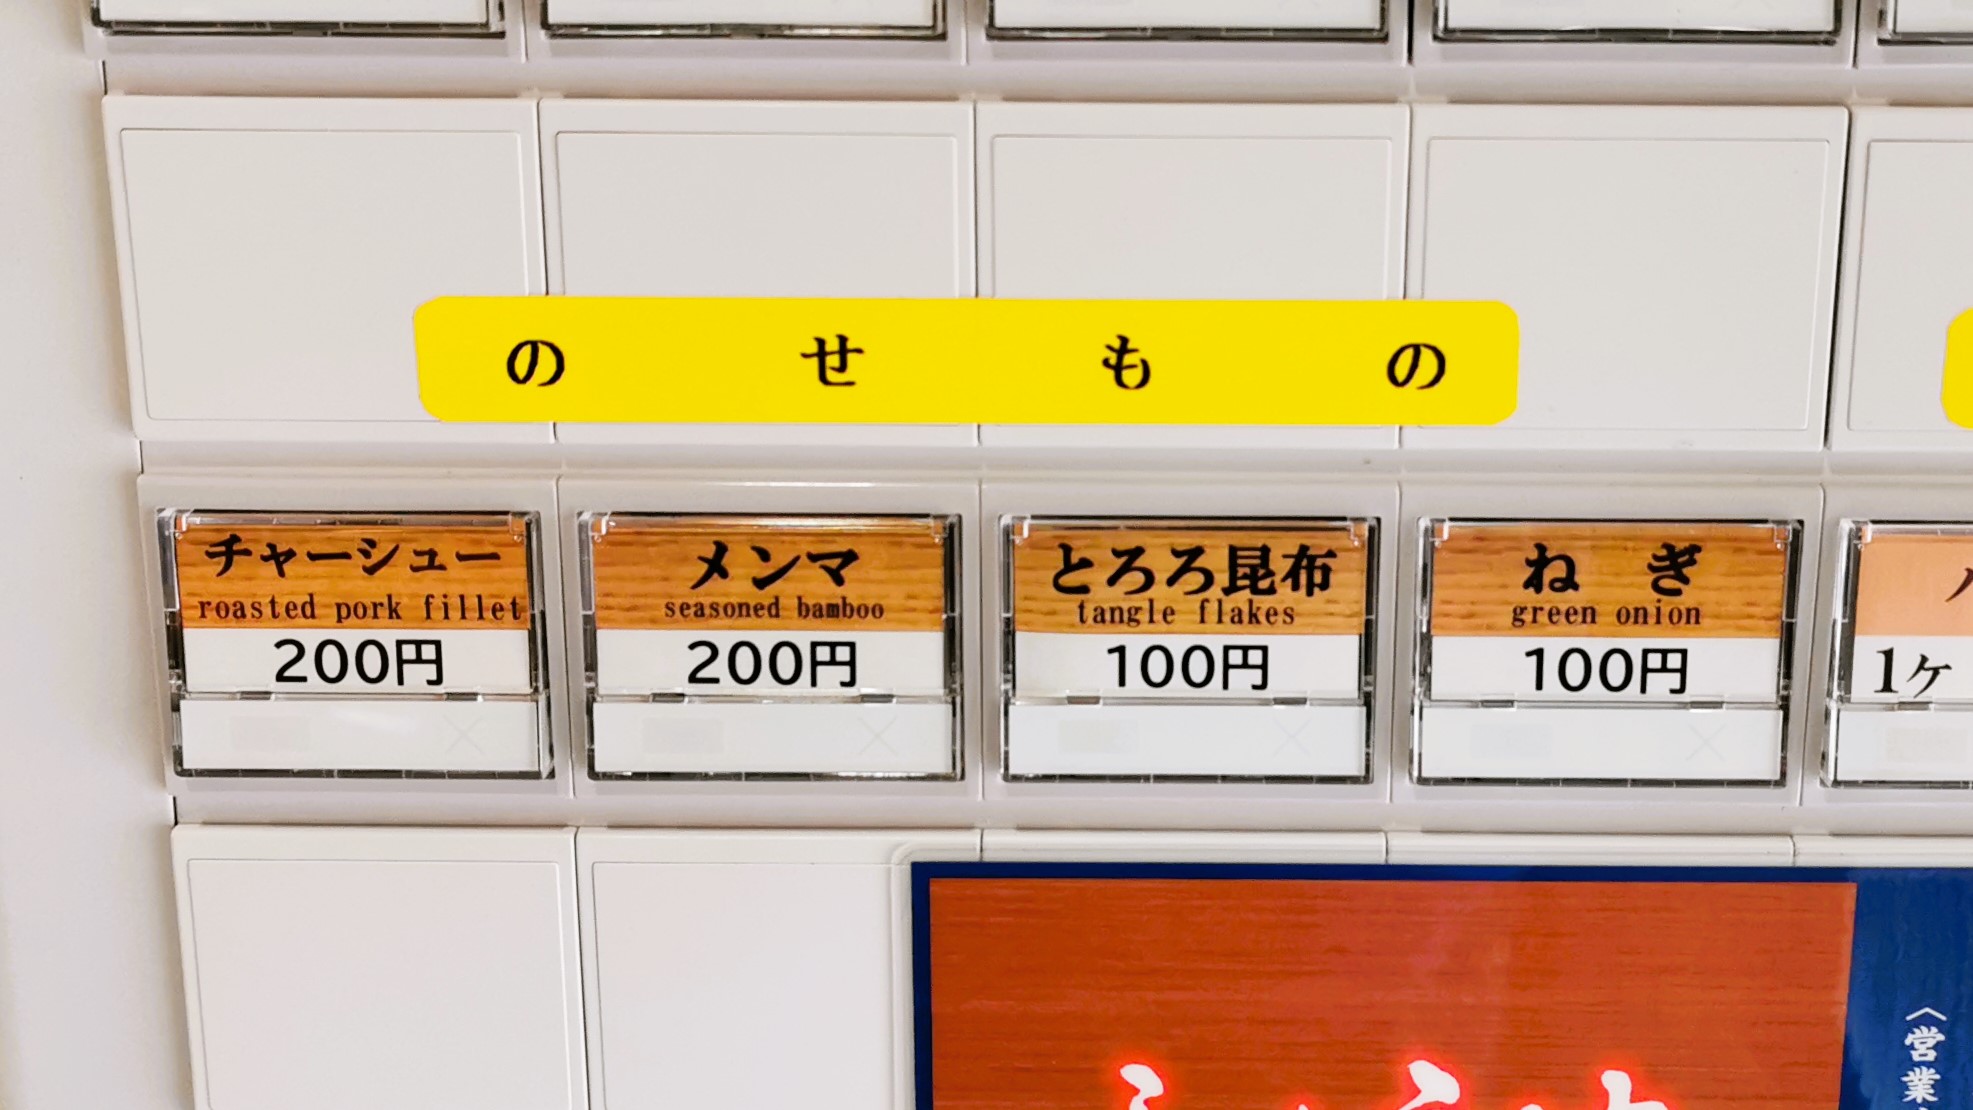 のせもの
チャーシュー
roasted pork fillet
200円
メンマ
seasoned bamboo
200円
とろろ昆布
tangle flakes
100円
ねぎ
green onion
100円
1ケ
〈営業